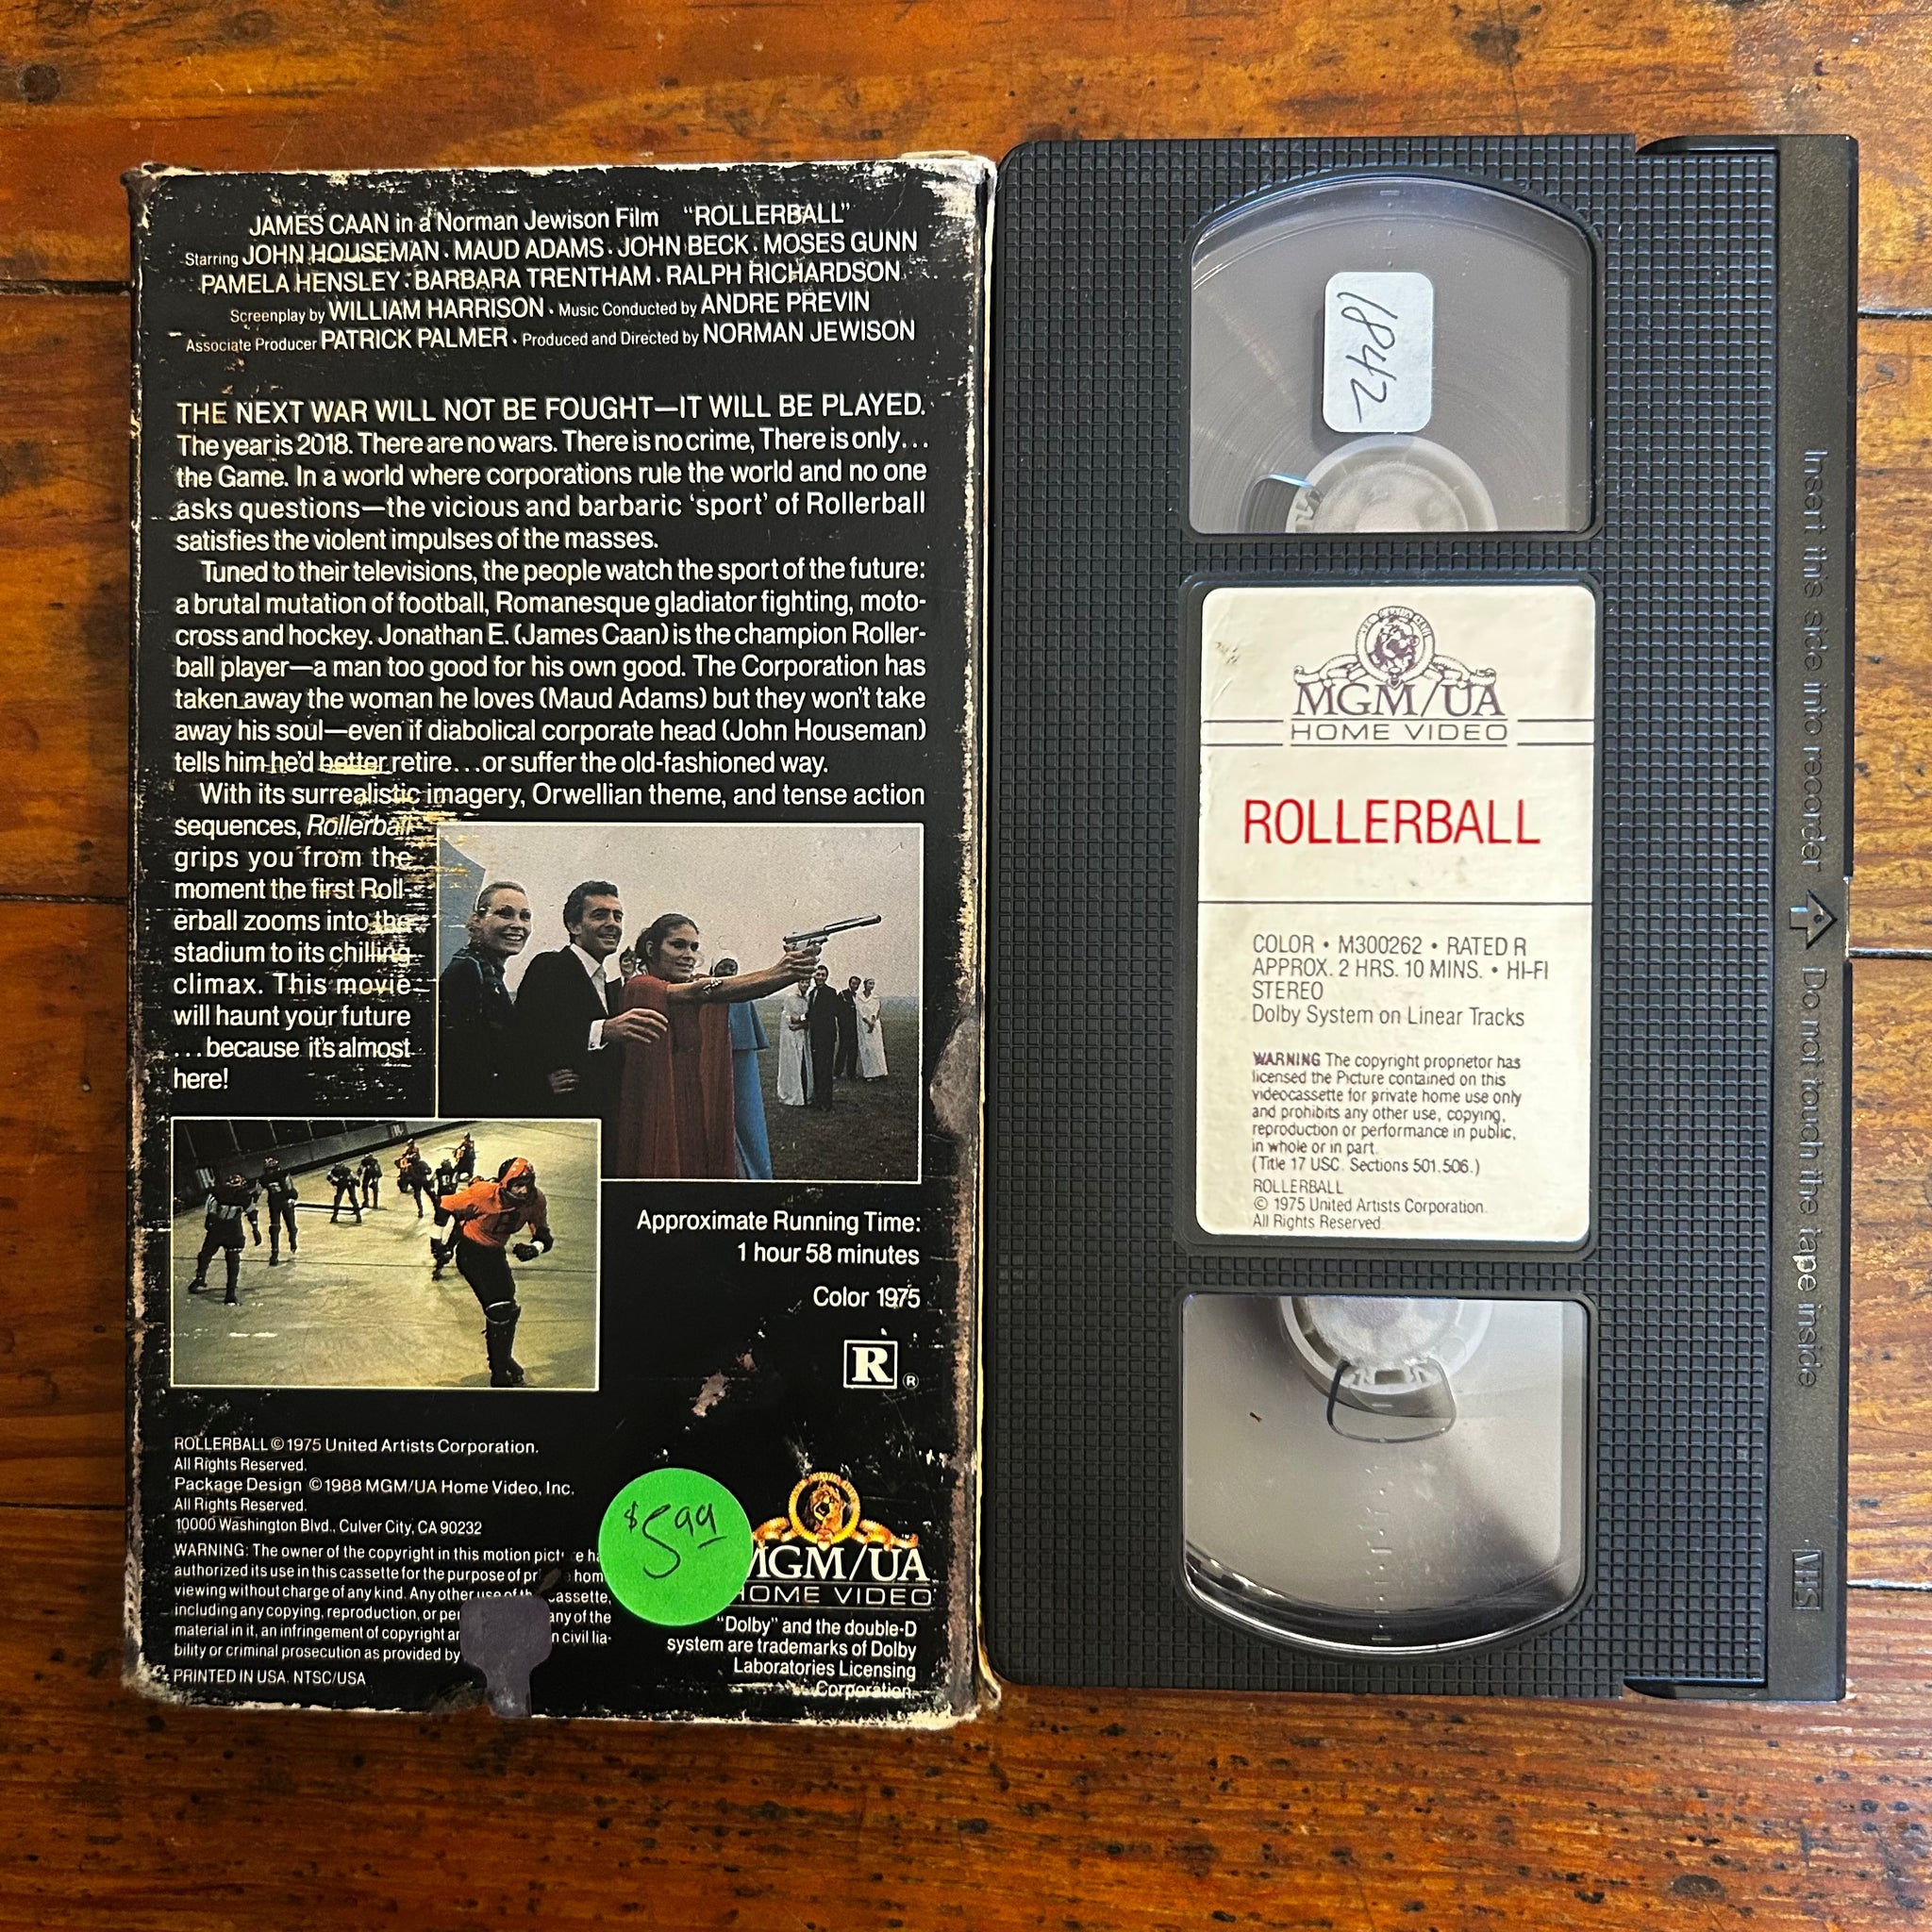 JAMES CAAN in a Norman Jewison Film "ROLLERBALL"
Starring JOHN HOUSEMAN · MAUD ADAMS · JOHN BECK · MOSES GUNN
PAMELA HENSLEY · BARBARA TRENTHAM · RALPH RICHARDSON
Screenplay by WILLIAM HARRISON · Music Conducted by ANDRE PREVIN
Associate Producer PATRICK PALMER · Produced and Directed by NORMAN JEWISON
THE NEXT WAR WILL NOT BE FOUGHT—IT WILL BE PLAYED.
The year is 2018. There are no wars. There is no crime, There is only...
the Game. In a world where corporations rule the world and no one
asks questions—the vicious and barbaric 'sport' of Rollerball
satisfies the violent impulses of the masses.
Tuned to their televisions, the people watch the sport of the future:
a brutal mutation of football, Romanesque gladiator fighting, moto-
cross and hockey. Jonathan E. (James Caan) is the champion Roller-
ball player—a man too good for his own good. The Corporation has
taken away the woman he loves (Maud Adams) but they won't take
away his soul—even if diabolical corporate head (John Houseman)
tells him he'd better retire...or suffer the old-fashioned way.
With its surrealistic imagery, Orwellian theme, and tense action
sequences, Rollerball
grips you from the
moment the first Roll-
erball zooms into the
stadium to its chilling
climax. This movie
will haunt your future
...because it's almost
here!
Approximate Running Time:
1 hour 58 minutes
Color 1975
R ®
ROLLERBALL © 1975 United Artists Corporation.
All Rights Reserved.
Package Design © 1988 MGM/UA Home Video, Inc.
All Rights Reserved.
10000 Washington Blvd., Culver City, CA 90232
WARNING: The owner of the copyright in this motion
authorized its use in this cassette for the purpose of
viewing without charge of any kind. Any other use of cassette,
including any copying, reproduction, or any of the
material in it, an infringement of copyright civil lia-
bility or criminal prosecution as provided by
PRINTED IN USA. NTSC/USA
$5.99
MGM/UA
HOME VIDEO
"Dolby" and the double-D
system are trademarks of Dolby
Laboratories Licensing
Corporation.
1842
MGM/UA
HOME VIDEO
ROLLERBALL
COLOR • M300262 • RATED R
APPROX. 2 HRS. 10 MINS. • HI-FI
STEREO
Dolby System on Linear Tracks
WARNING The copyright proprietor has
licensed the Picture contained on this
videocassette for private home use only
and prohibits any other use, copying,
reproduction or performance in public,
in whole or in part.
(Title 17 USC. Sections 501.506.)
ROLLERBALL
© 1975 United Artists Corporation.
All Rights Reserved.
Insert this side into recorder
Do not touch the tape inside
VHS